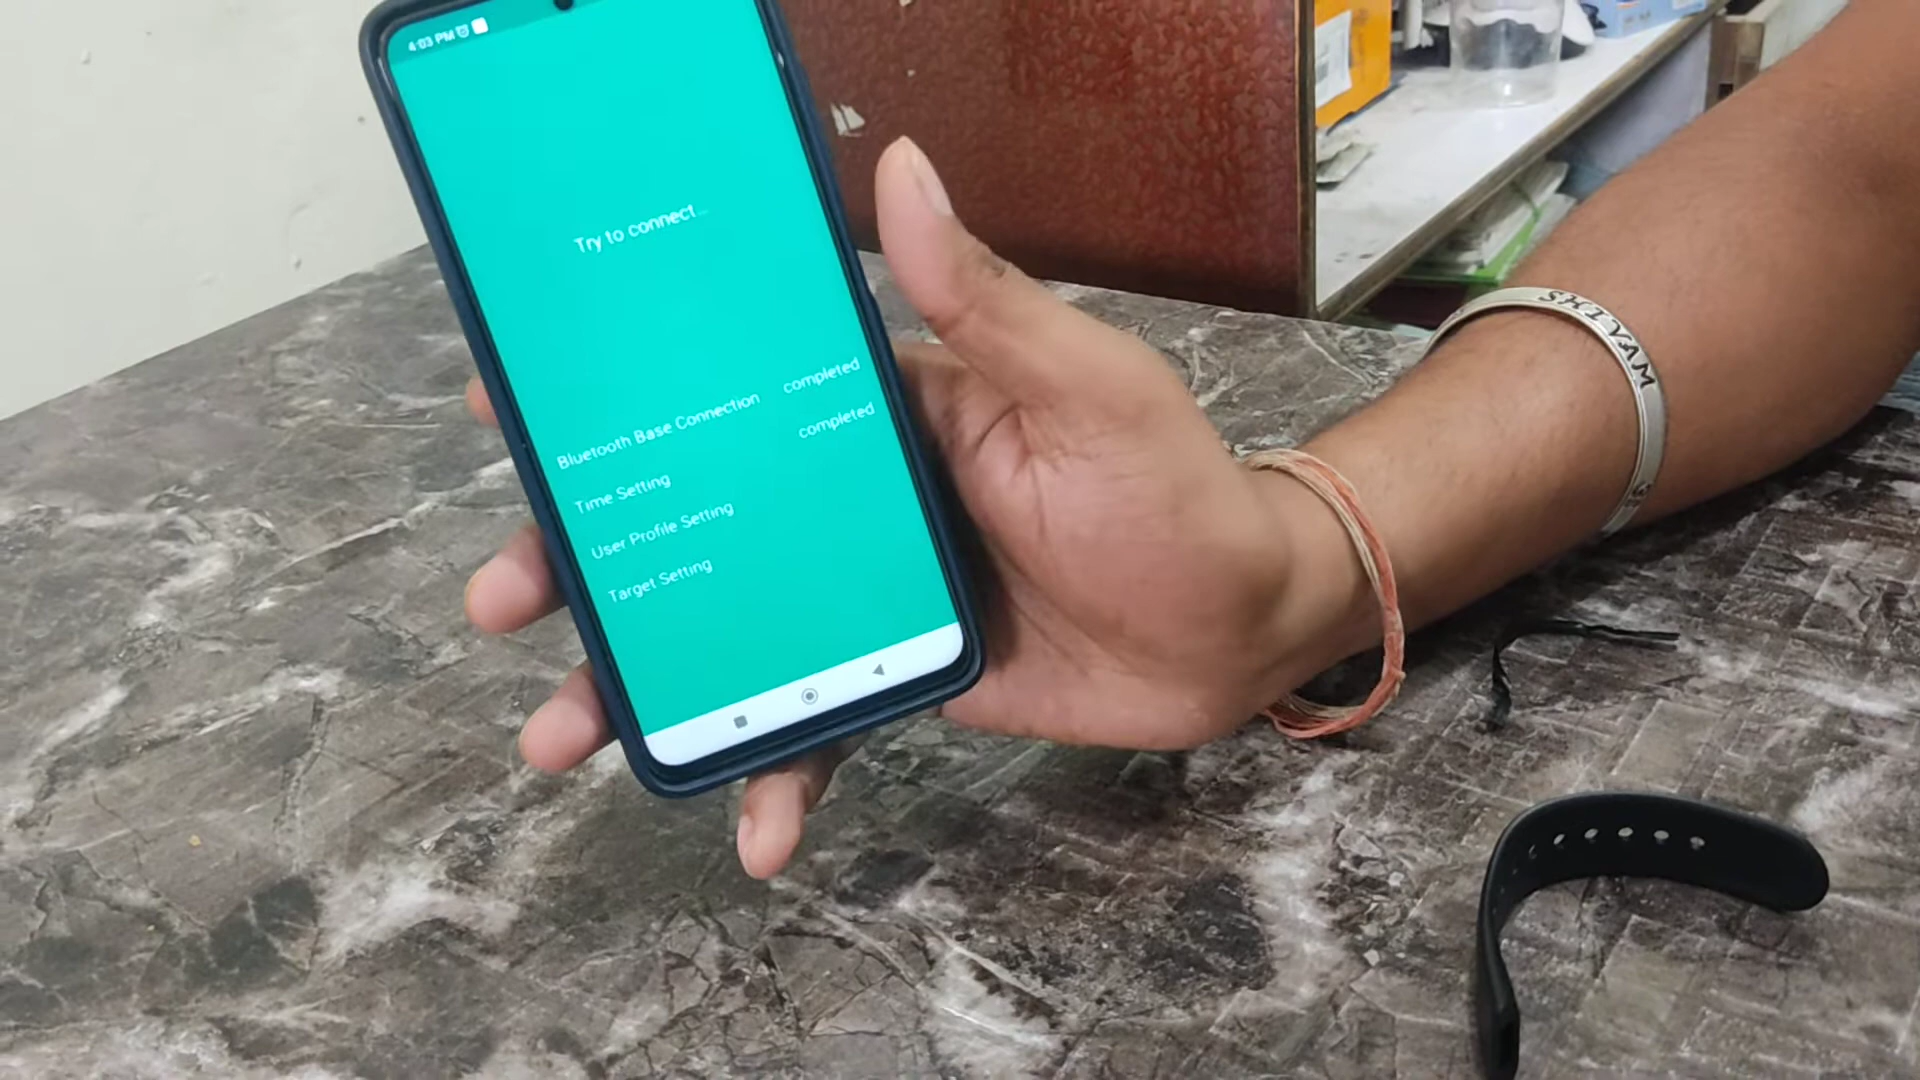 4:03 PM
Try to connect...
Bluetooth Base Connection completed
Time Setting completed
User Profile Setting
Target Setting
SHIVAM